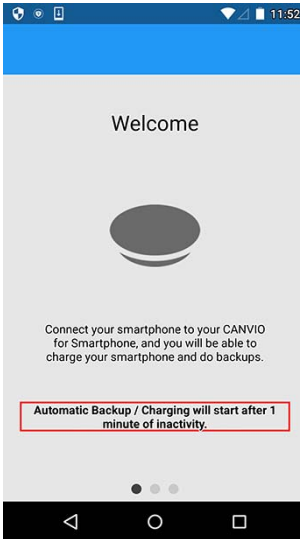 11:52
Welcome
Connect your smartphone to your CANVIO
for Smartphone, and you will be able to
charge your smartphone and do backups.
Automatic Backup / Charging will start after 1
minute of inactivity.